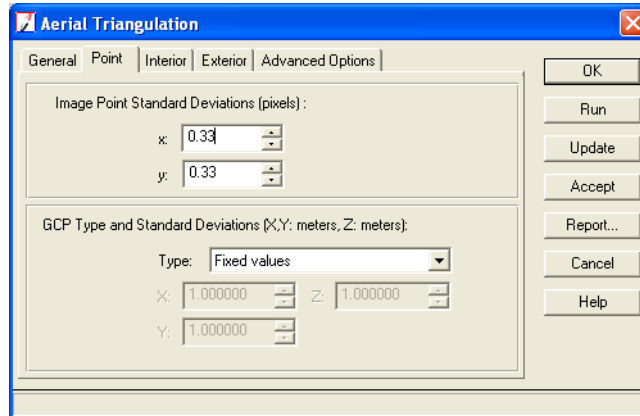 Aerial Triangulation
General Point Interior Exterior Advanced Options
Image Point Standard Deviations (pixels) :
x: 0.33
y: 0.33
GCP Type and Standard Deviations (X,Y: meters, Z: meters):
Type: Fixed values
X: 1.000000 Z: 1.000000
Y: 1.000000
OK
Run
Update
Accept
Report...
Cancel
Help